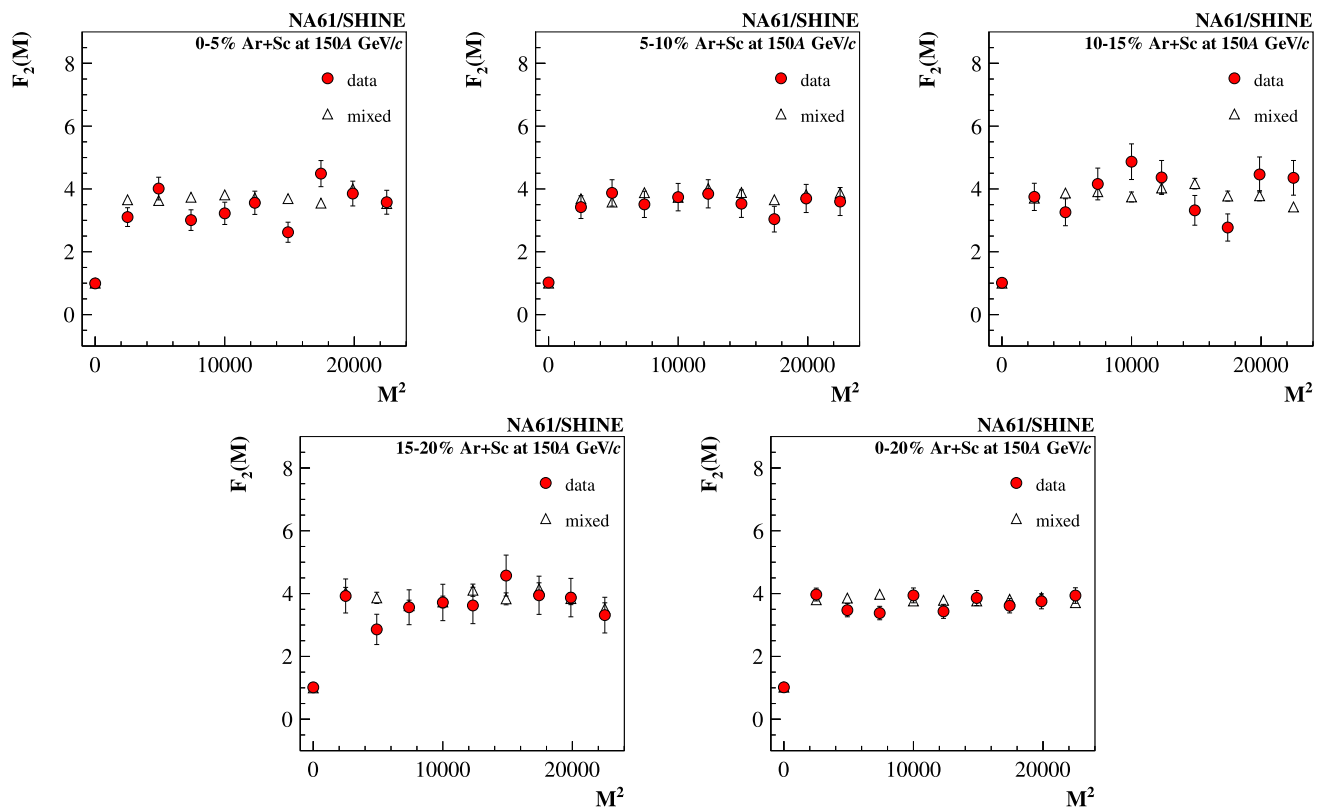 NA61/SHINE
0-5% Ar+Sc at 150A GeV/c
F2(M)
8
6
4
2
0
data
mixed
0
10000
20000
M²
NA61/SHINE
5-10% Ar+Sc at 150A GeV/c
F2(M)
8
6
4
2
0
data
mixed
0
10000
20000
M²
NA61/SHINE
10-15% Ar+Sc at 150A GeV/c
F2(M)
8
6
4
2
0
data
mixed
0
10000
20000
M²
NA61/SHINE
15-20% Ar+Sc at 150A GeV/c
F2(M)
8
6
4
2
0
data
mixed
0
10000
20000
M²
NA61/SHINE
0-20% Ar+Sc at 150A GeV/c
F2(M)
8
6
4
2
0
data
mixed
0
10000
20000
M²